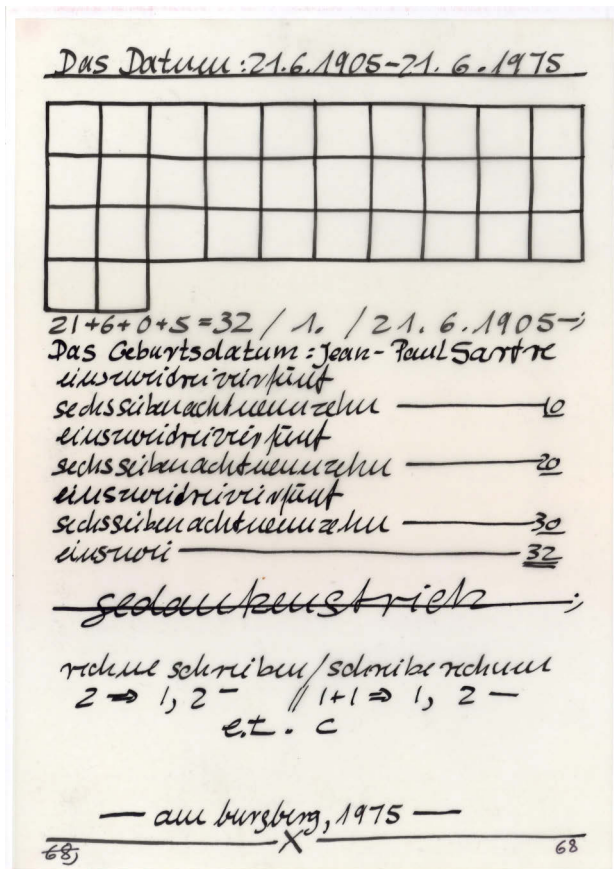 Das Datum: 21.6.1905-21.6.1975
21+6+0+5=32 / 1. / 21.6.1905-;
Das Geburtsdatum: Jean-Paul Sartre
einszweidreivierfünf
sechssiebenachtneunzehn — 10
einszweidreivierfünf
sechssiebenachtneunzehn — 20
einszweidreivierfünf
sechssiebenachtneunzehn — 30
einszwei — 32
gedankenstrich ;
rechne schreiben/schreibe rechnen
2 ⇒ 1, 2 — // 1+1 ⇒ 1, 2 —
e.t. c
— am burgberg, 1975 —
68) X 68